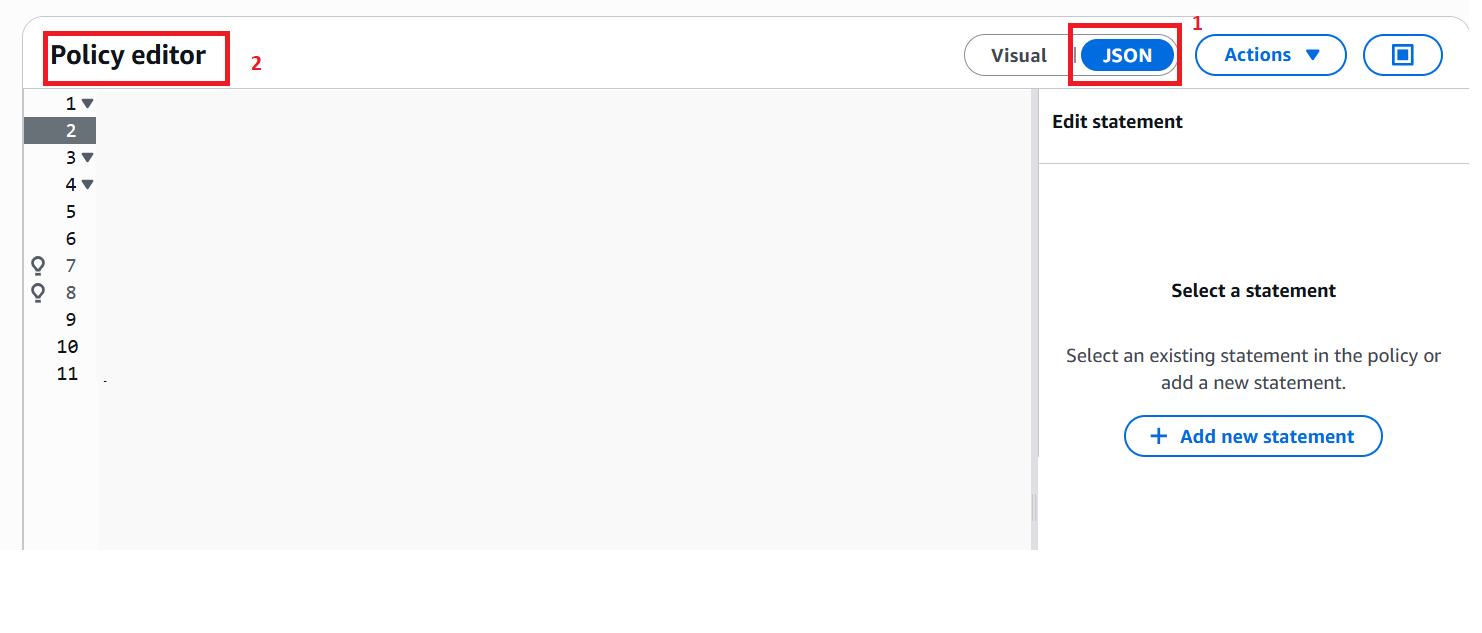 1
Policy editor 2 Visual JSON Actions
1
2 Edit statement
3
4
5
6
7
8 Select a statement
9
10 Select an existing statement in the policy or
11 add a new statement.
+ Add new statement